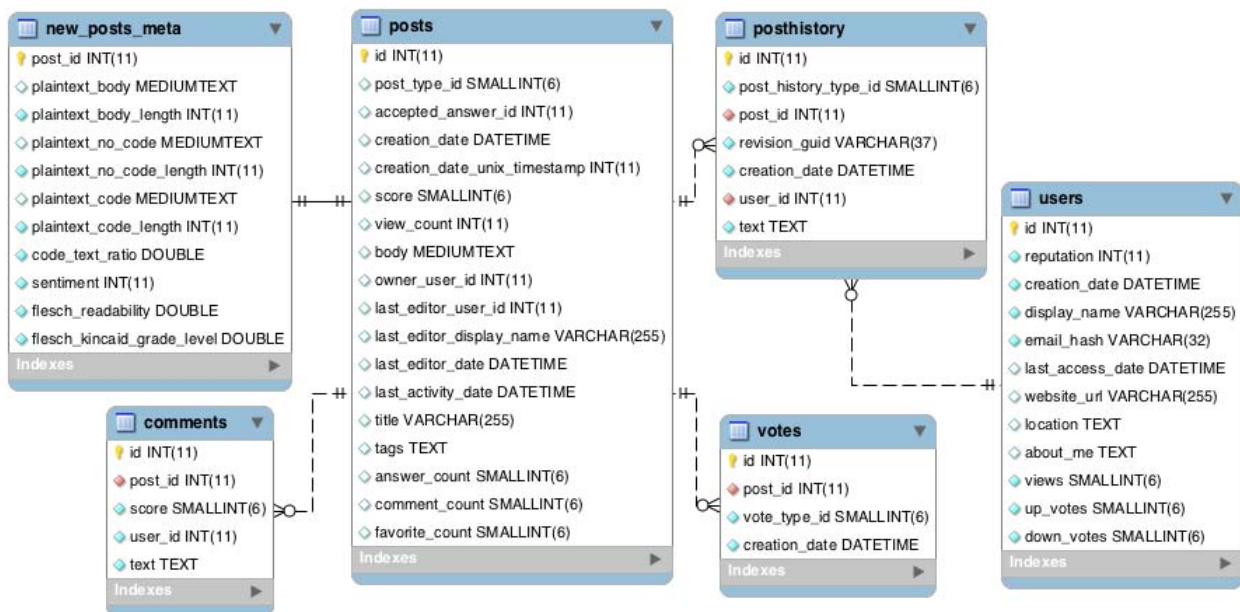 new_posts_meta
post_id INT(11)
plaintext_body MEDIUMTEXT
plaintext_body_length INT(11)
plaintext_no_code MEDIUMTEXT
plaintext_no_code_length INT(11)
plaintext_code MEDIUMTEXT
plaintext_code_length INT(11)
code_text_ratio DOUBLE
sentiment INT(11)
flesch_readability DOUBLE
flesch_kincaid_grade_level DOUBLE
Indexes
posts
id INT(11)
post_type_id SMALLINT(6)
accepted_answer_id INT(11)
creation_date DATETIME
creation_date_unix_timestamp INT(11)
score SMALLINT(6)
view_count INT(11)
body MEDIUMTEXT
owner_user_id INT(11)
last_editor_user_id INT(11)
last_editor_display_name VARCHAR(255)
last_editor_date DATETIME
last_activity_date DATETIME
title VARCHAR(255)
tags TEXT
answer_count SMALLINT(6)
comment_count SMALLINT(6)
favorite_count SMALLINT(6)
Indexes
posthistory
id INT(11)
post_history_type_id SMALLINT(6)
post_id INT(11)
revision_guid VARCHAR(37)
creation_date DATETIME
user_id INT(11)
text TEXT
Indexes
users
id INT(11)
reputation INT(11)
creation_date DATETIME
display_name VARCHAR(255)
email_hash VARCHAR(32)
last_access_date DATETIME
website_url VARCHAR(255)
location TEXT
about_me TEXT
views SMALLINT(6)
up_votes SMALLINT(6)
down_votes SMALLINT(6)
Indexes
comments
id INT(11)
post_id INT(11)
score SMALLINT(6)
user_id INT(11)
text TEXT
Indexes
votes
id INT(11)
post_id INT(11)
vote_type_id SMALLINT(6)
creation_date DATETIME
Indexes